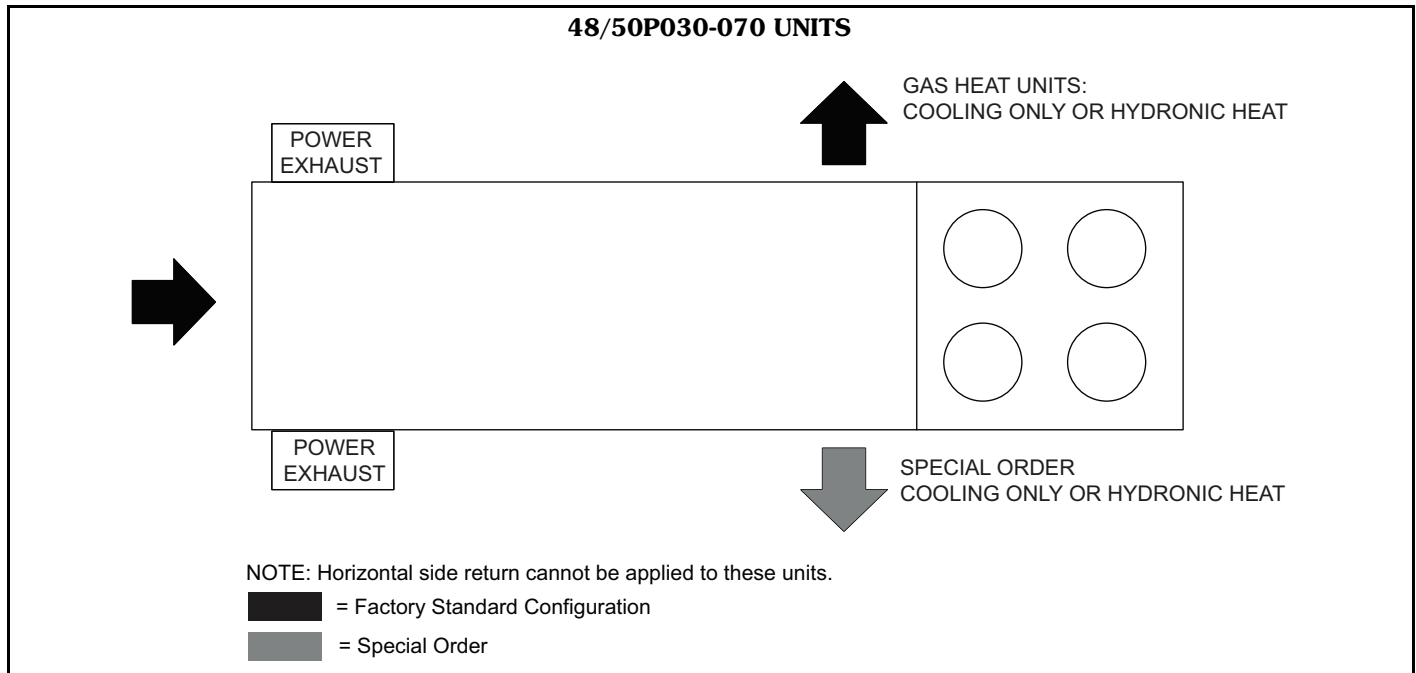 48/50P030-070 UNITS
GAS HEAT UNITS:
COOLING ONLY OR HYDRONIC HEAT
POWER
EXHAUST
POWER
EXHAUST
SPECIAL ORDER
COOLING ONLY OR HYDRONIC HEAT
NOTE: Horizontal side return cannot be applied to these units.
= Factory Standard Configuration
= Special Order